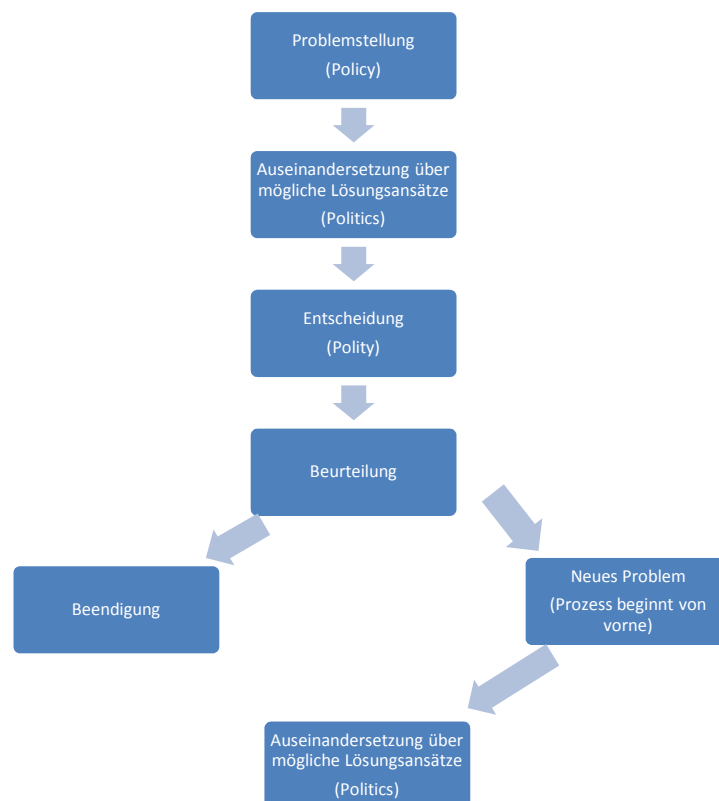 Problemstellung
(Policy)
Auseinandersetzung über
mögliche Lösungsansätze
(Politics)
Entscheidung
(Polity)
Beurteilung
Beendigung
Neues Problem
(Prozess beginnt von
vorne)
Auseinandersetzung über
mögliche Lösungsansätze
(Politics)